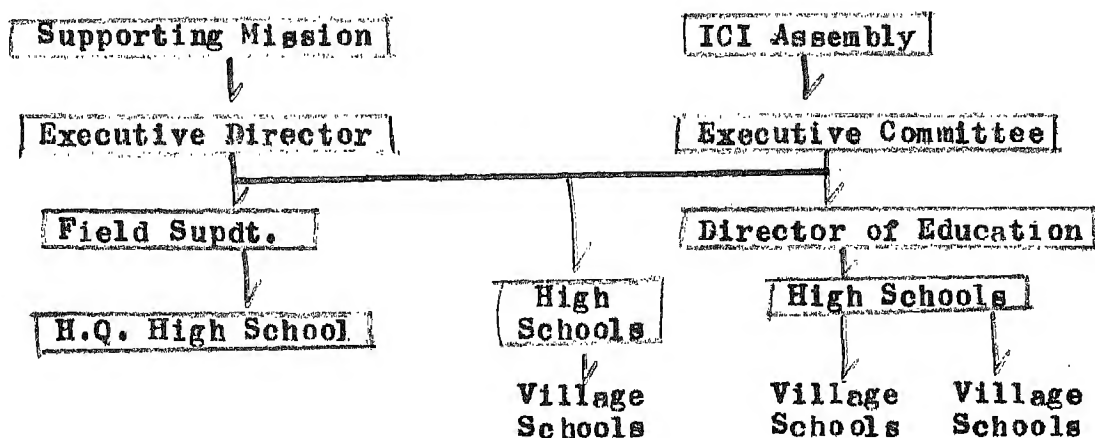 Supporting Mission
ICI Assembly
Executive Director
Executive Committee
Field Supdt.
Director of Education
High
Schools
High Schools
H.Q. High School
Village
Schools
Village
Schools
Village
Schools